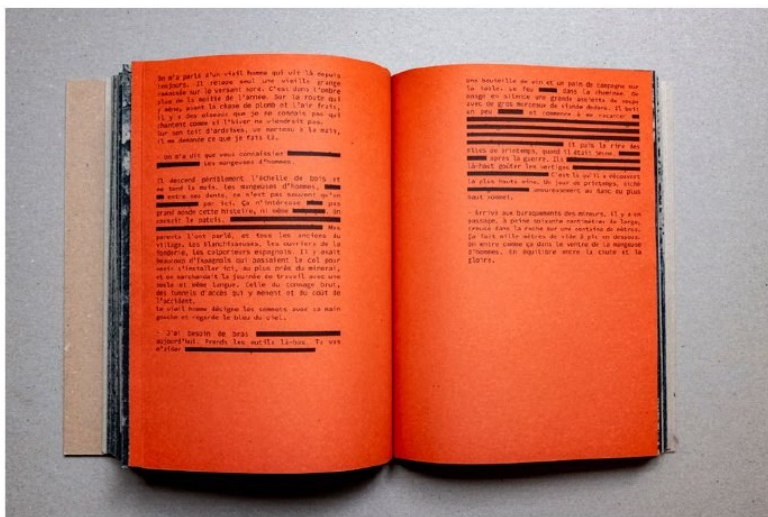 On m'a parlé d'un vieil homme qui vit là depuis
toujours. Il retape seul une vieille grange
ramassée sur le versant nord. C'est dans l'ombre
plus de la moitié de l'année. Sur la route qui
y mène, avant la chape de plomb et l'air frais,
il y a des oiseaux que je ne connais pas qui
chantent comme si l'hiver ne viendrait pas.
Sur son toit d'ardoises, un marteau à la main,
il me demande ce que je fais là.
- On m'a dit que vous connaissiez
Les mangeuses d'hommes.
Il descend péniblement l'échelle de bois et
me tend la main. Les mangeuses d'hommes,
entre ses dents, ce n'est pas souvent qu'on
par ici. Ça n'intéresse pas
grand monde cette histoire, ni même On
construit le patois.
Mes
parents l'ont parlé, et tous les anciens du
village, les blanchisseuses, les ouvriers de la
fonderie, les colporteurs espagnols. Il y avait
beaucoup d'Espagnols qui passaient le col pour
venir s'installer ici, au plus près du minerai,
et on marchandait la journée de travail avec une
seule et même langue. Celle du courage brut,
des tunnels d'accès qui y mènent et du coût de
l'accident.
Le vieil homme désigne les sommets avec sa main
gauche et regarde le bleu du ciel.
- J'ai besoin de bras
aujourd'hui. Prends les outils là-bas. Tu vas
m'aider
une bouteille de vin et un pain de campagne sur
la table. Le feu dans la cheminée. On
mange en silence une grande assiette de soupe
avec de gros morceaux de viande dedans. Il boit
un peu et commence à me raconter
Et puis le rire des
filles de printemps, quand il était jeune,
après la guerre. Ils
là-haut goûter les vertiges
C'est là qu'il a découvert
la plus haute mine. Un jour de printemps, niché
amoureusement au banc du plus
haut sommet.
- Arrivé aux baraquements des mineurs, il y a un
passage, à peine soixante centimètres de large,
creusé dans la roche sur une centaine de mètres.
Ça fait mille mètres de vide à pic en dessous.
On entre comme ça dans le ventre de la mangeuse
d'hommes. En équilibre entre la chute et la
gloire.